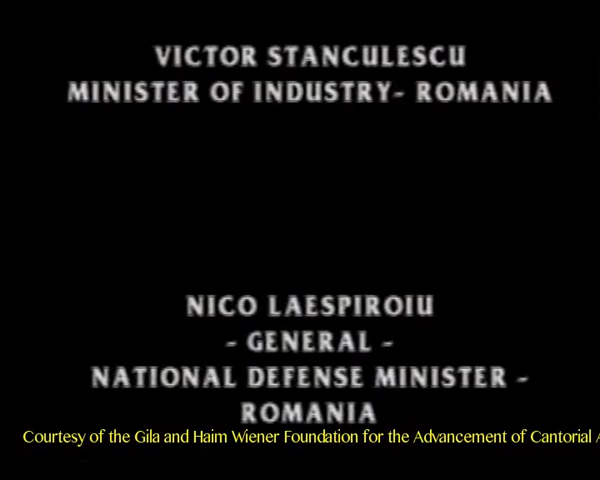 VICTOR STANCULESCU
MINISTER OF INDUSTRY- ROMANIA
NICO LAESPIROIU
- GENERAL -
NATIONAL DEFENSE MINISTER -
ROMANIA
Courtesy of the Gila and Haim Wiener Foundation for the Advancement of Cantorial A